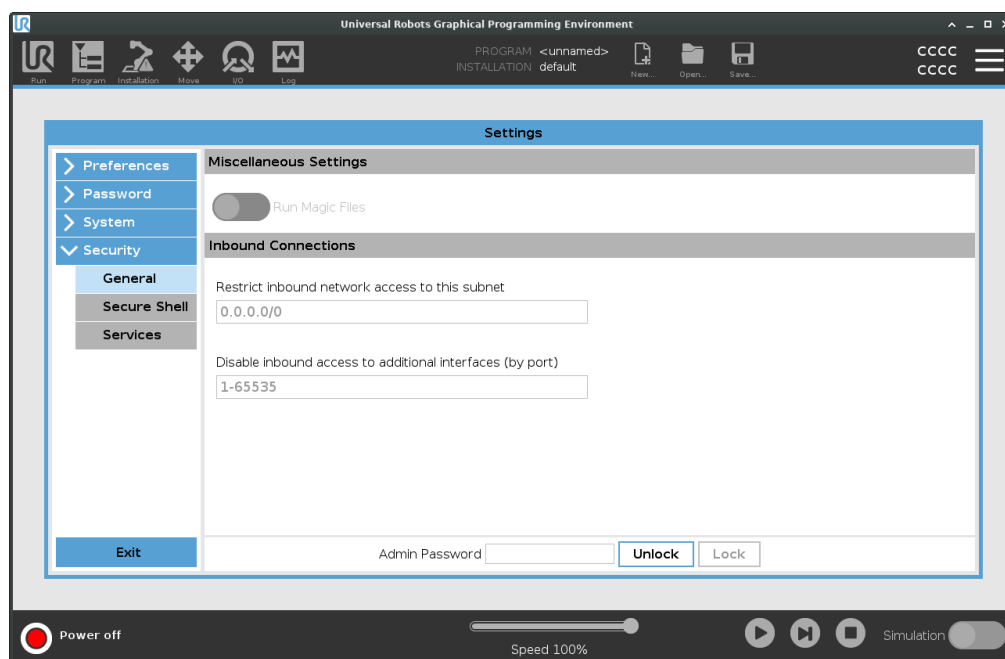 UR
Universal Robots Graphical Programming Environment
UR
Run
Program
Installation
Move
I/O
Log
PROGRAM <unnamed>
INSTALLATION default
New...
Open...
Save...
CCCC
CCCC
Settings
Preferences
Password
System
Security
General
Secure Shell
Services
Exit
Miscellaneous Settings
Run Magic Files
Inbound Connections
Restrict inbound network access to this subnet
0.0.0.0/0
Disable inbound access to additional interfaces (by port)
1-65535
Admin Password
Unlock
Lock
Power off
Speed 100%
Simulation